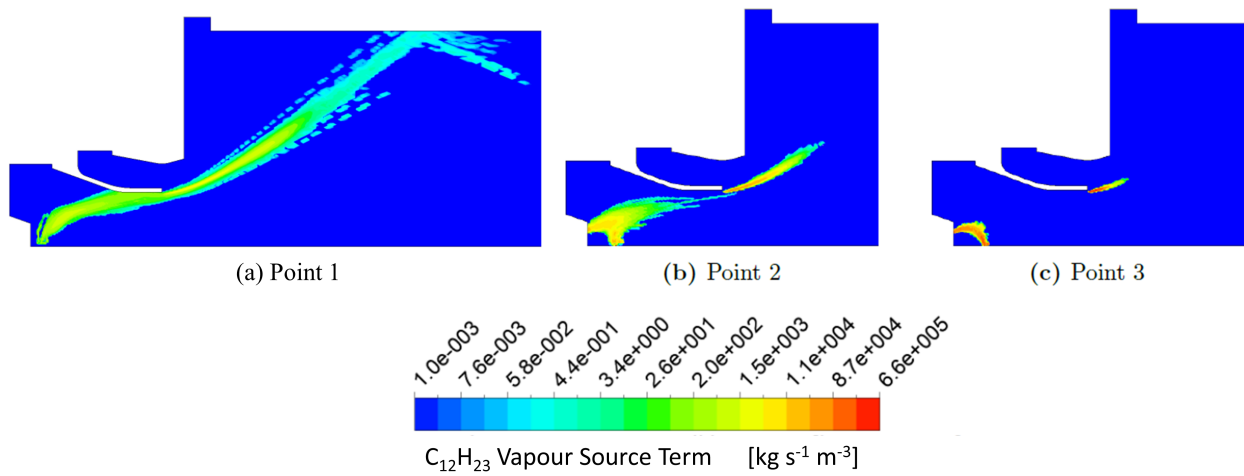 (a) Point 1
(b) Point 2
(c) Point 3
1.0e-003
7.6e-003
5.8e-002
4.4e-001
3.4e+000
2.6e+001
2.0e+002
1.5e+003
1.1e+004
8.7e+004
6.6e+005
C₁₂H₂₃ Vapour Source Term [kg s⁻¹ m⁻³]